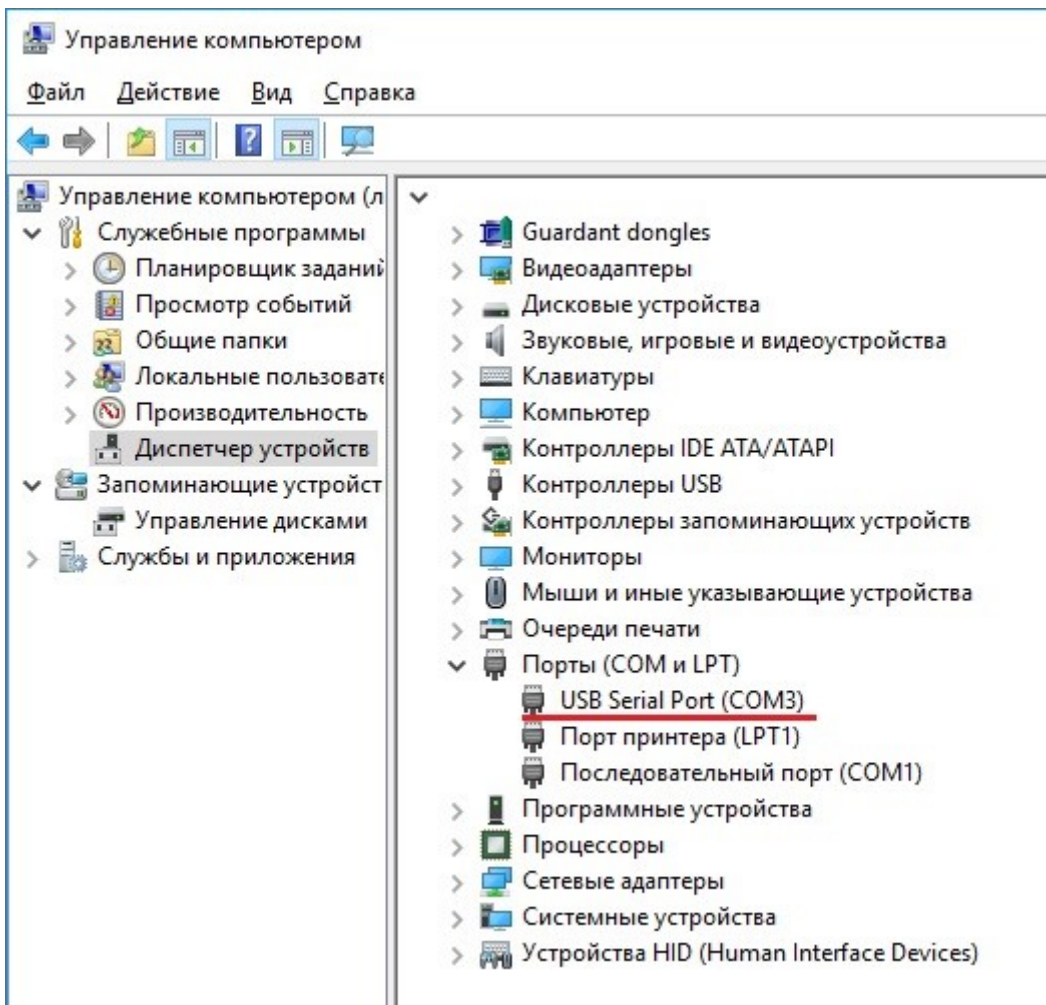 Управление компьютером
Файл Действие Вид Справка
Управление компьютером (л
Служебные программы
Планировщик заданий
Просмотр событий
Общие папки
Локальные пользовате
Производительность
Диспетчер устройств
Запоминающие устройст
Управление дисками
Службы и приложения
Guardant dongles
Видеоадаптеры
Дисковые устройства
Звуковые, игровые и видеоустройства
Клавиатуры
Компьютер
Контроллеры IDE ATA/ATAPI
Контроллеры USB
Контроллеры запоминающих устройств
Мониторы
Мыши и иные указывающие устройства
Очереди печати
Порты (COM и LPT)
USB Serial Port (COM3)
Порт принтера (LPT1)
Последовательный порт (COM1)
Программные устройства
Процессоры
Сетевые адаптеры
Системные устройства
Устройства HID (Human Interface Devices)